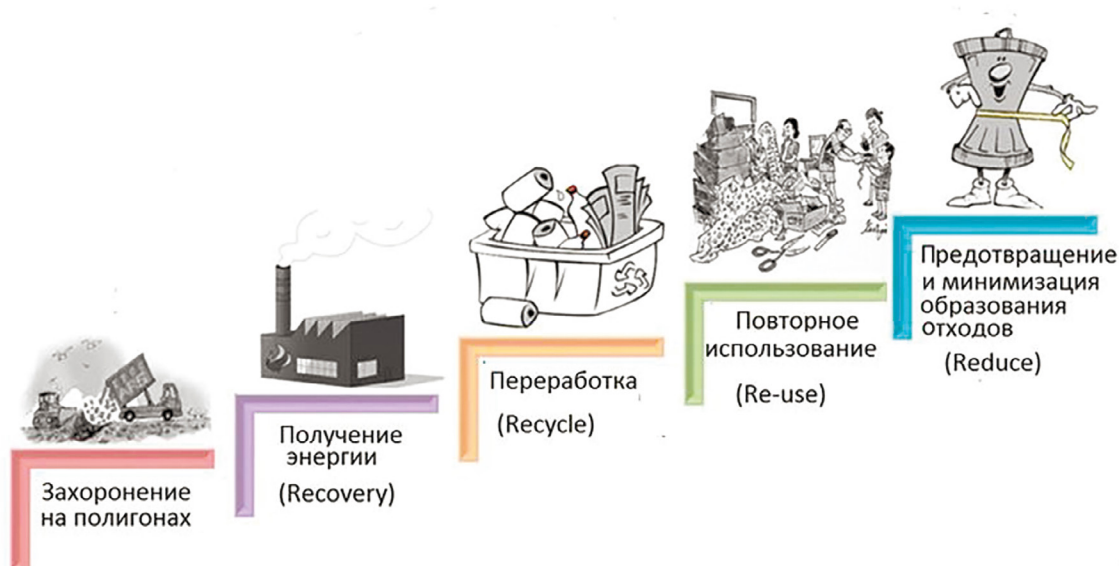 Захоронение
на полигонах
Получение
энергии
(Recovery)
Переработка
(Recycle)
Повторное
использование
(Re-use)
Предотвращение
и минимизация
образования
отходов
(Reduce)